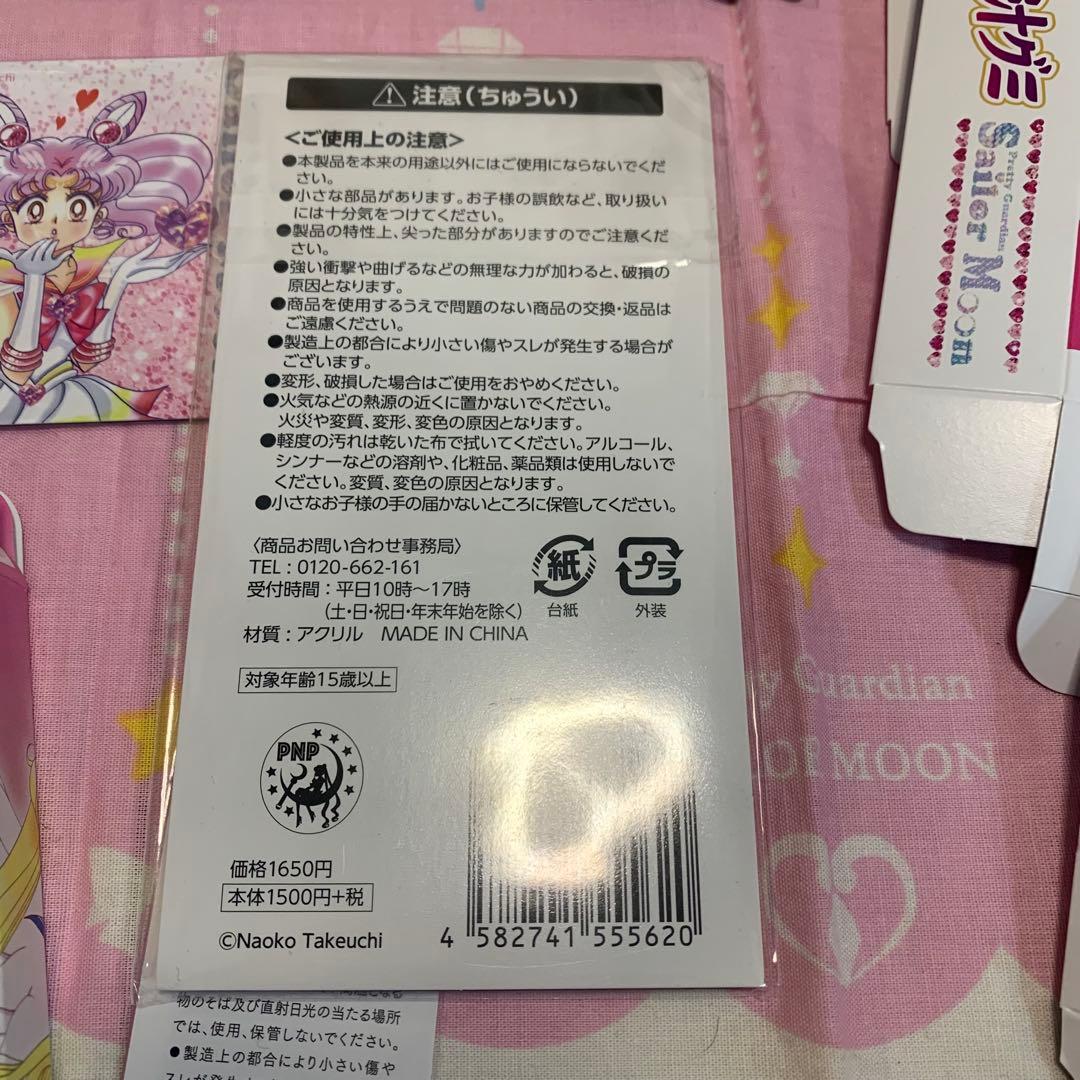 注意(ちゅうい)
<ご使用上の注意>
●本製品を本来の用途以外にはご使用にならないでくだ
さい。
●小さな部品があります。お子様の誤飲など、取り扱い
には十分気をつけてください。
●製品の特性上、尖った部分がありますのでご注意くだ
さい。
●強い衝撃や曲げるなどの無理な力が加わると、破損の
原因となります。
●商品を使用するうえで問題のない商品の交換・返品は
ご遠慮ください。
●製造上の都合により小さい傷やスレが発生する場合が
ございます。
●変形、破損した場合はご使用をおやめください。
●火気などの熱源の近くに置かないでください。
火災や変質、変形、変色の原因となります。
●軽度の汚れは乾いた布で拭いてください。アルコール、
シンナーなどの溶剤や、化粧品、薬品類は使用しないで
ください。変質、変色の原因となります。
●小さなお子様の手の届かないところに保管してください。
〈商品お問い合わせ事務局〉
TEL : 0120-662-161
受付時間 : 平日10時～17時
(土・日・祝日・年末年始を除く)
材質 : アクリル MADE IN CHINA
紙
台紙
プラ
外装
対象年齢15歳以上
PNP
価格1650円
本体1500円+税
©Naoko Takeuchi
4 582741 555620
物のそば及び直射日光の当たる場所
では、使用、保管しないでください。
●製造上の都合により小さい傷や
グミ
Pretty Guardian
Sailor Moon
Guardian
MOON